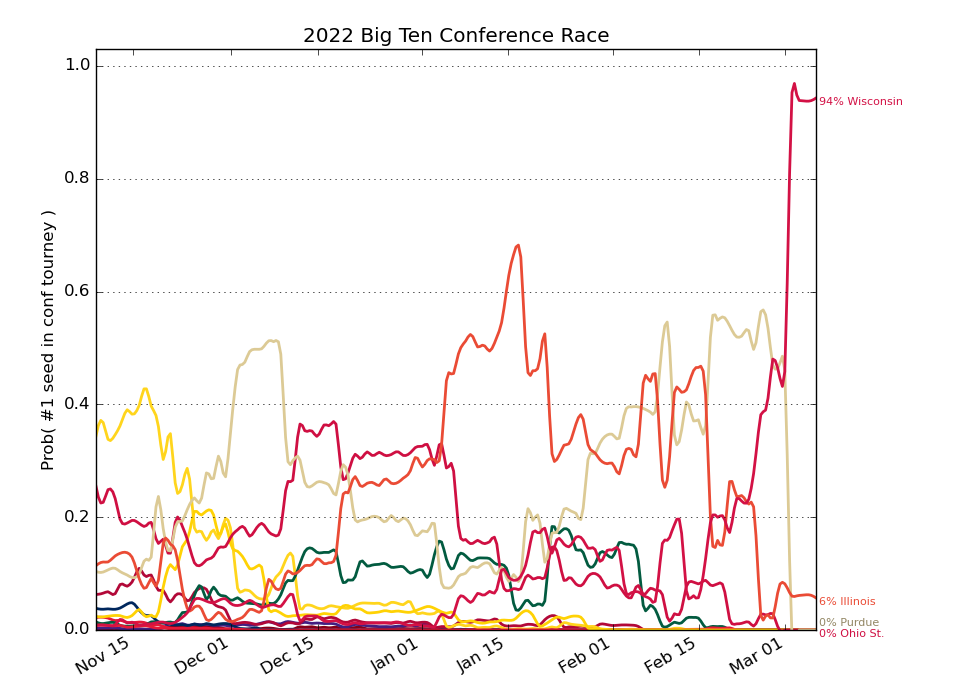 2022 Big Ten Conference Race
Prob( #1 seed in conf tourney )
1.0
0.8
0.6
0.4
0.2
0.0
Nov 15
Dec 01
Dec 15
Jan 01
Jan 15
Feb 01
Feb 15
Mar 01
94% Wisconsin
6% Illinois
0% Purdue
0% Ohio St.